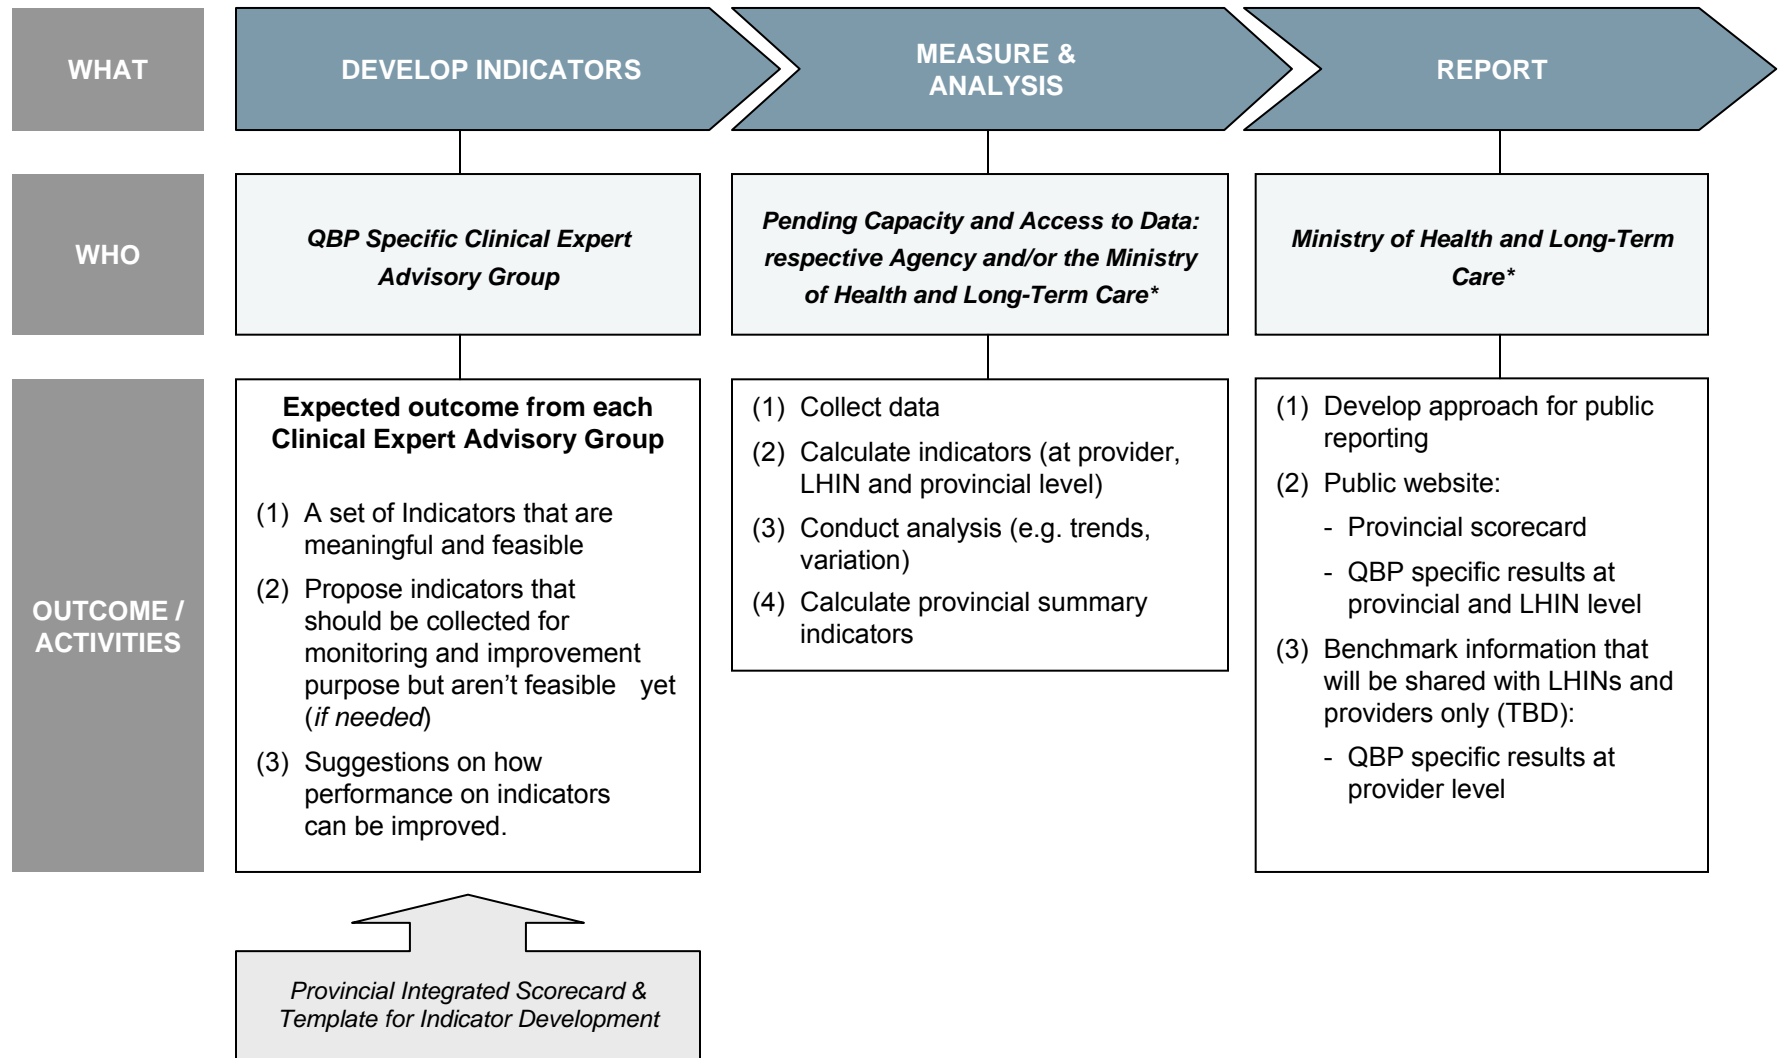 WHAT
DEVELOP INDICATORS
MEASURE &
ANALYSIS
REPORT
WHO
QBP Specific Clinical Expert
Advisory Group
Pending Capacity and Access to Data:
respective Agency and/or the Ministry
of Health and Long-Term Care*
Ministry of Health and Long-Term
Care*
OUTCOME /
ACTIVITIES
Expected outcome from each
Clinical Expert Advisory Group
(1) A set of Indicators that are
meaningful and feasible
(2) Propose indicators that
should be collected for
monitoring and improvement
purpose but aren't feasible yet
(if needed)
(3) Suggestions on how
performance on indicators
can be improved.
(1) Collect data
(2) Calculate indicators (at provider,
LHIN and provincial level)
(3) Conduct analysis (e.g. trends,
variation)
(4) Calculate provincial summary
indicators
(1) Develop approach for public
reporting
(2) Public website:
- Provincial scorecard
- QBP specific results at
provincial and LHIN level
(3) Benchmark information that
will be shared with LHINs and
providers only (TBD):
- QBP specific results at
provider level
Provincial Integrated Scorecard &
Template for Indicator Development